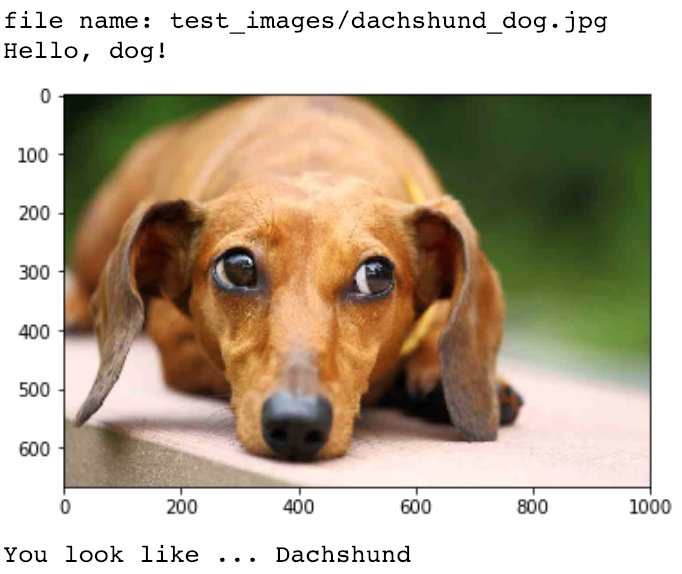 file name: test_images/dachshund_dog.jpg
Hello, dog!
0
100
200
300
400
500
600
0 200 400 600 800 1000
You look like ... Dachshund